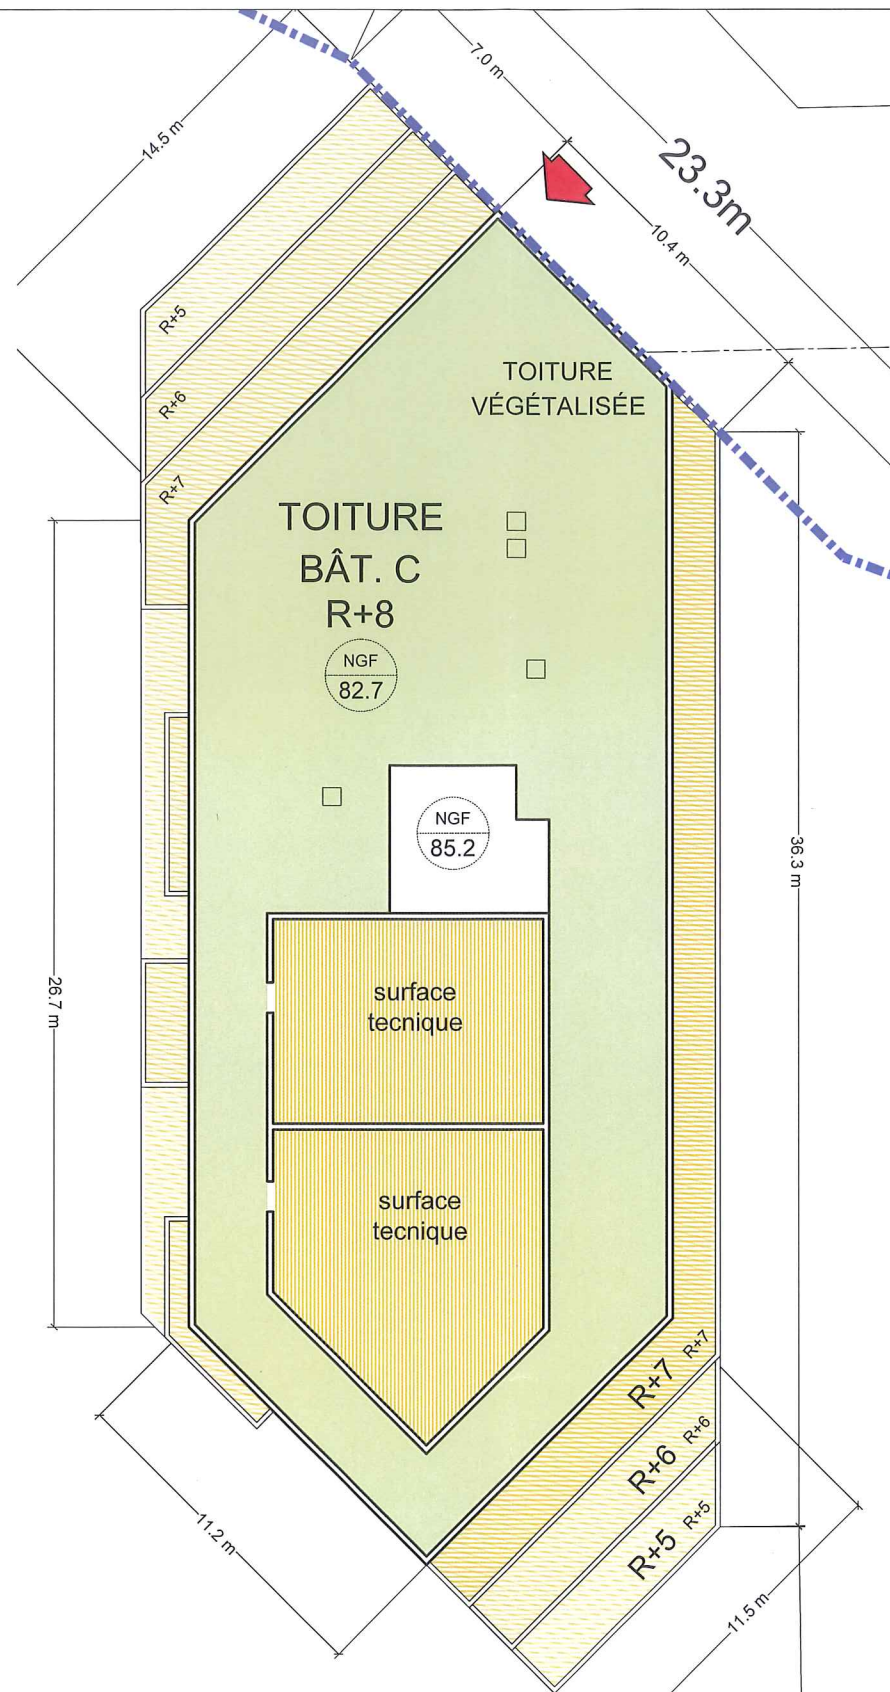 7.0 m
14.5 m
23.3m
10.4 m
R+5
R+6
R+7
TOITURE
VÉGÉTALISÉE
TOITURE
BÂT. C
R+8
NGF
82.7
NGF
85.2
36.3 m
26.7 m
surface
tecnique
surface
tecnique
R+7 R+7
R+6 R+6
R+5 R+5
11.2 m
11.5 m